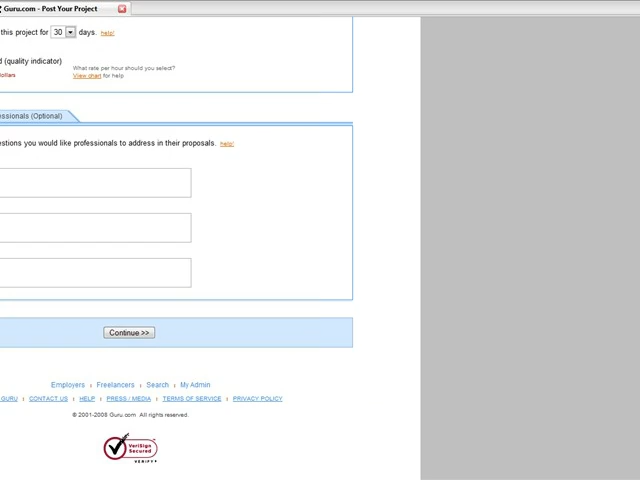 Guru.com - Post Your Project
this project for 30 days. help!
(quality indicator)
What rate per hour should you select?
dollars
View chart for help
essionals (Optional)
estions you would like professionals to address in their proposals. help!
Continue >>
Employers Freelancers Search My Admin
GURU CONTACT US HELP PRESS / MEDIA TERMS OF SERVICE PRIVACY POLICY
© 2001-2008 Guru.com All rights reserved.
VeriSign
Secured
VERIFY